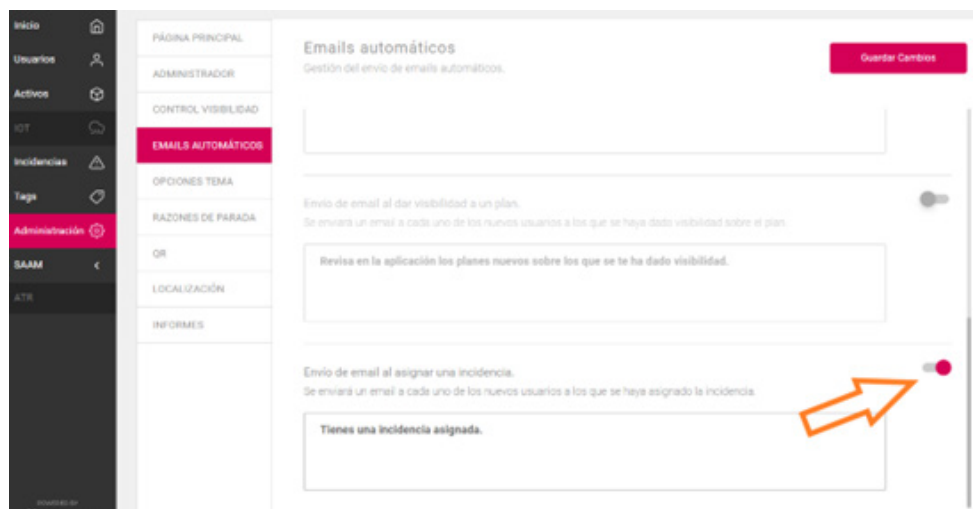 Inicio
Usuarios
Activos
IOT
Incidencias
Tags
Administración
SAAM
ATR
POWERED BY
PÁGINA PRINCIPAL
ADMINISTRADOR
CONTROL VISIBILIDAD
EMAILS AUTOMÁTICOS
OPCIONES TEMA
RAZONES DE PARADA
QR
LOCALIZACIÓN
INFORMES
Emails automáticos
Gestión del envío de emails automáticos.
Guardar Cambios
Envío de email al dar visibilidad a un plan.
Se enviará un email a cada uno de los nuevos usuarios a los que se haya dado visibilidad sobre el plan.
Revisa en la aplicación los planes nuevos sobre los que se te ha dado visibilidad.
Envío de email al asignar una incidencia.
Se enviará un email a cada uno de los nuevos usuarios a los que se haya asignado la incidencia.
Tienes una incidencia asignada.